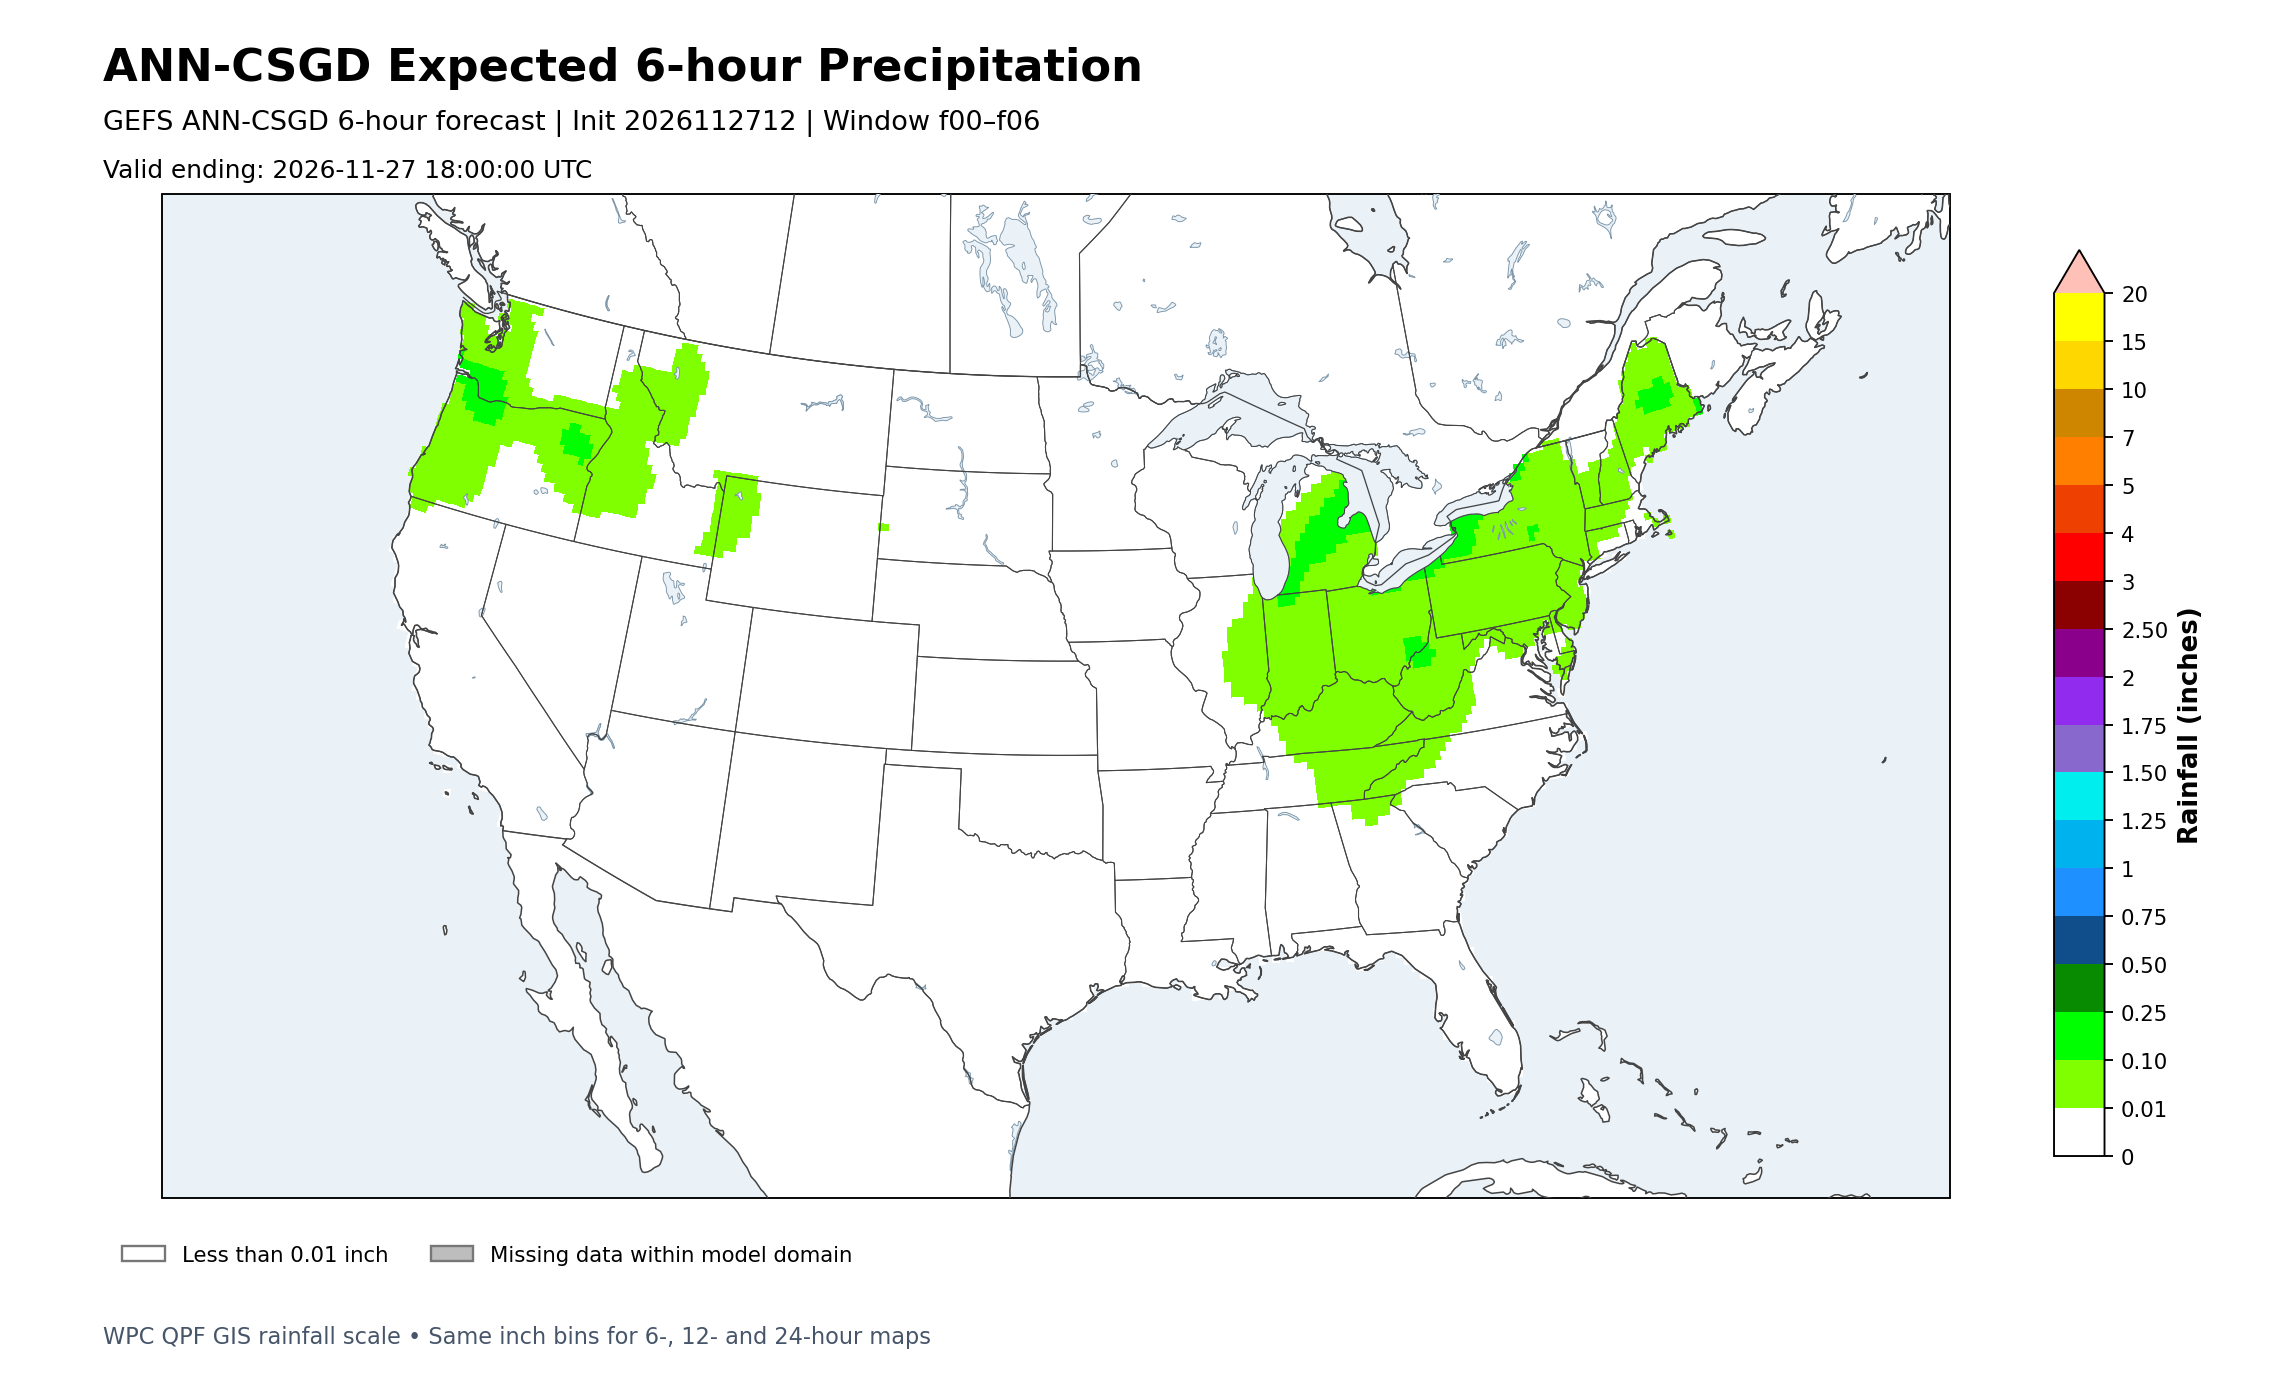 ANN-CSGD Expected 6-hour Precipitation
GEFS ANN-CSGD 6-hour forecast | Init 2026112712 | Window f00–f06
Valid ending: 2026-11-27 18:00:00 UTC
20
15
10
7
5
4
3
2.50
2
1.75
1.50
1.25
1
0.75
0.50
0.25
0.10
0.01
0
Rainfall (inches)
Less than 0.01 inch
Missing data within model domain
WPC QPF GIS rainfall scale • Same inch bins for 6-, 12- and 24-hour maps